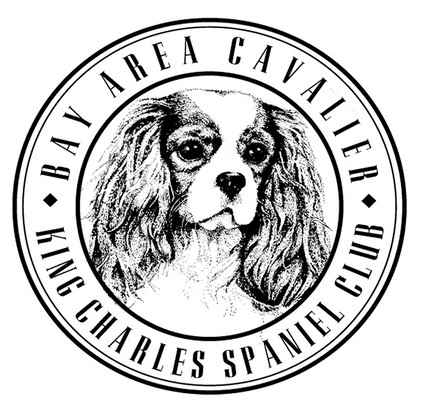 BAY AREA CAVALIER
KING CHARLES SPANIEL CLUB